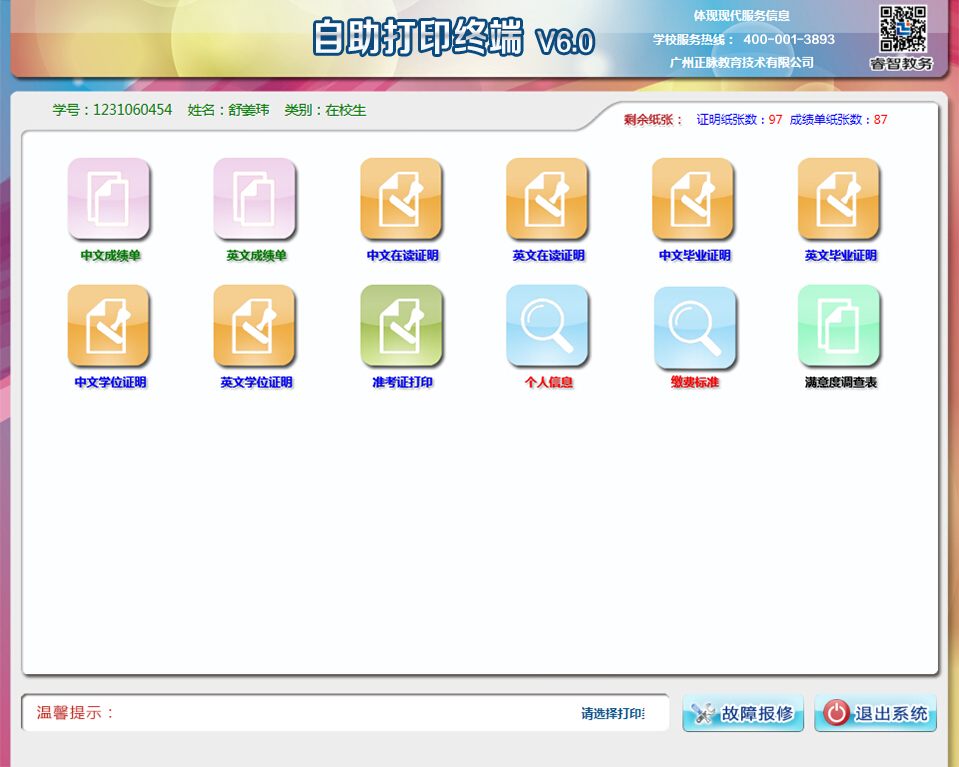 自助打印终端 V6.0
体现现代服务信息
学校服务热线： 400-001-3893
广州正脉教育技术有限公司
睿智教务
学号：1231060454 姓名：舒姜玮 类别：在校生
剩余纸张： 证明纸张数：97 成绩单纸张数：87
中文成绩单 英文成绩单 中文在读证明 英文在读证明 中文毕业证明 英文毕业证明
中文学位证明 英文学位证明 准考证打印 个人信息 缴费标准 满意度调查表
温馨提示： 请选择打印
故障报修 退出系统